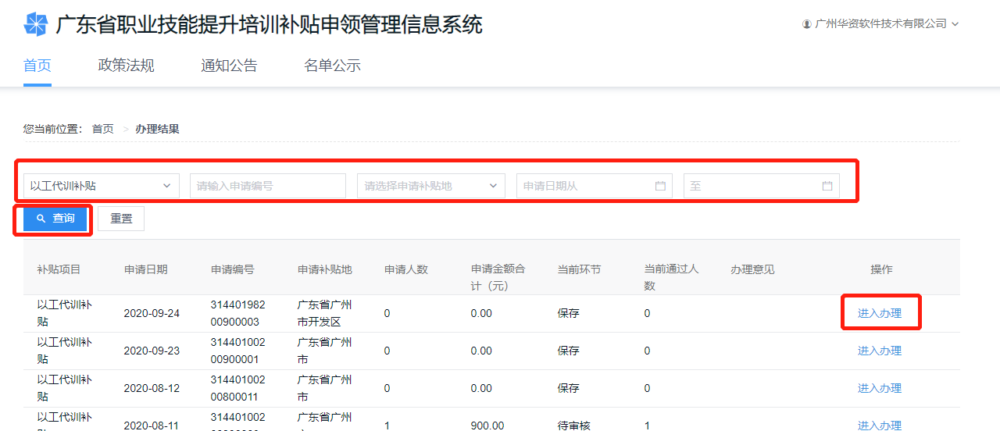 广东省职业技能提升培训补贴申领管理信息系统
广州华资软件技术有限公司
首页 政策法规 通知公告 名单公示
您当前位置： 首页 > 办理结果
以工代训补贴 请输入申请编号 请选择申请补贴地 申请日期从 至
查询 重置
补贴项目 申请日期 申请编号 申请补贴地 申请人数 申请金额合 当前环节 当前通过人 办理意见 操作
计（元） 数
以工代训补 314401982 广东省广州
2020-09-24 0 0.00 保存 0 进入办理
贴 00900003 市开发区
以工代训补 314401002 广东省广州
2020-09-23 0 0.00 保存 0 进入办理
贴 00900001 市
以工代训补 314401002 广东省广州
2020-08-12 0 0.00 保存 0 进入办理
贴 00800011 市
以工代训补 314401002 广东省广州
2020-08-11 1 900.00 待审核 1 进入办理